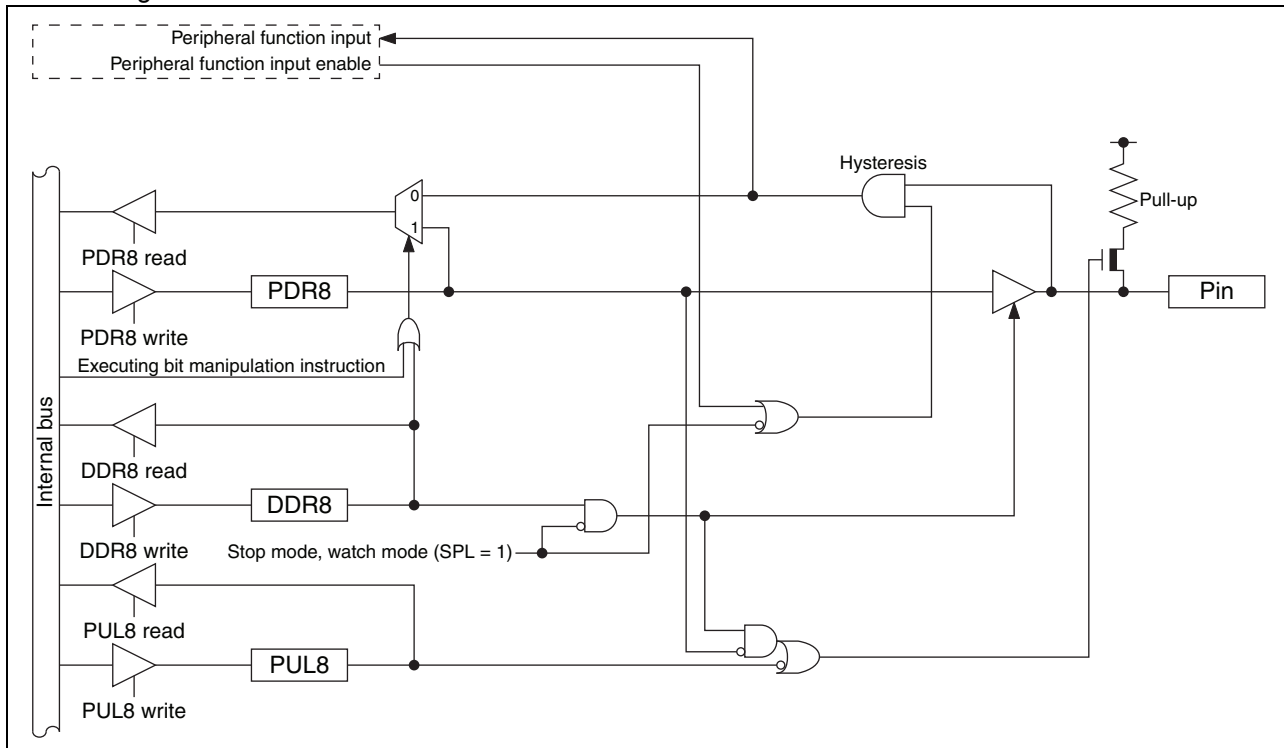 Peripheral function input
Peripheral function input enable
Hysteresis
0
Pull-up
1
PDR8 read
PDR8
Pin
PDR8 write
Executing bit manipulation instruction
Internal bus
DDR8 read
DDR8
DDR8 write
Stop mode, watch mode (SPL = 1)
PUL8 read
PUL8
PUL8 write